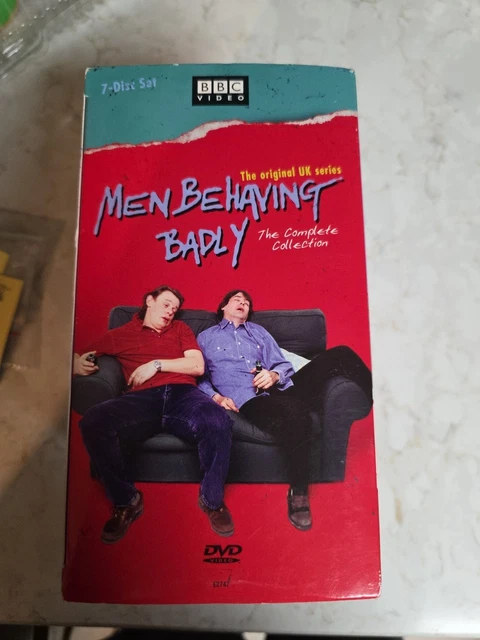 7-Disc Set
BBC
VIDEO
The original UK series
MEN BEHAVING
BADLY
The Complete
Collection
DVD
VIDEO